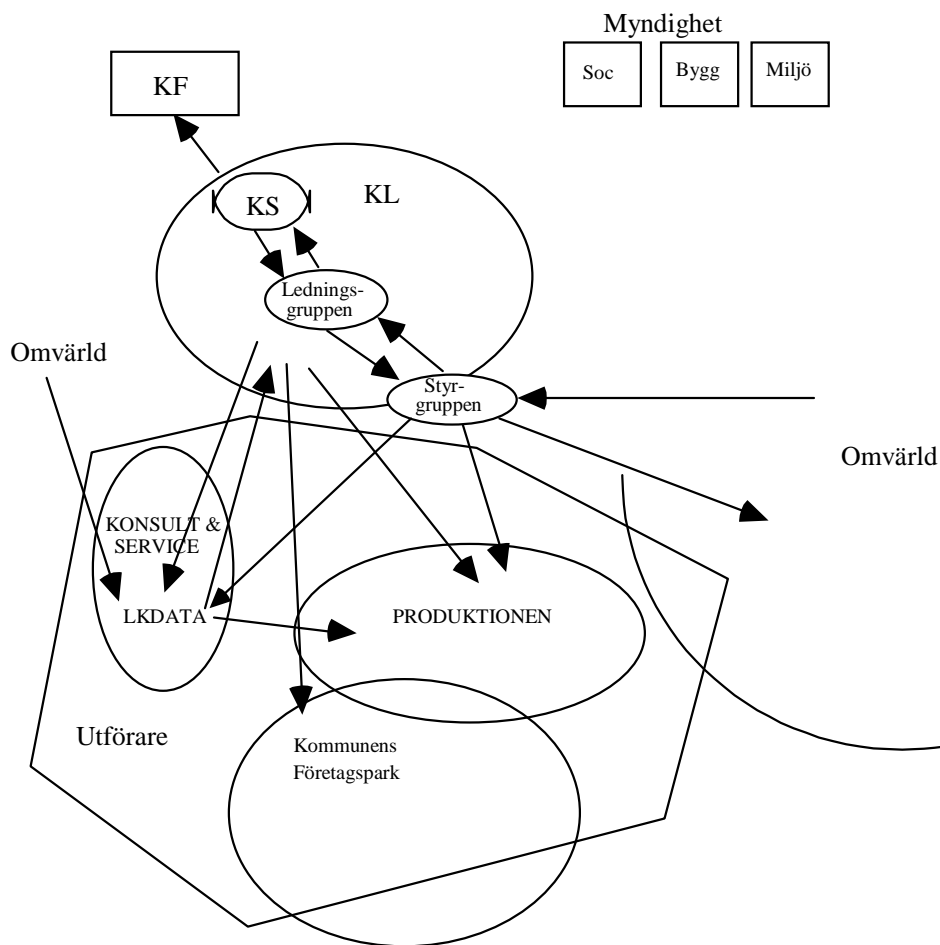 Myndighet
KF
Soc
Bygg
Miljö
KS
KL
Lednings-
gruppen
Omvärld
Styr-
gruppen
Omvärld
KONSULT &
SERVICE
LKDATA
PRODUKTIONEN
Utförare
Kommunens
Företagspark